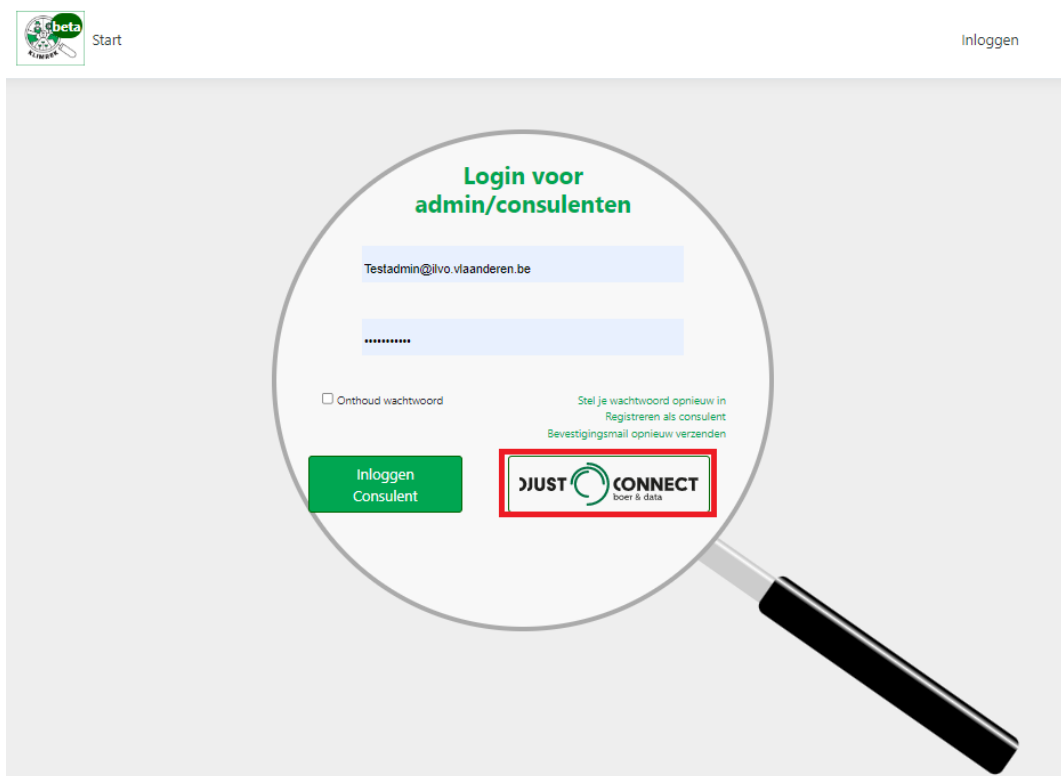 beta
KLIMREK
Start
Inloggen
Login voor
admin/consulenten
Testadmin@ilvo.vlaanderen.be
•••••••••••
Onthoud wachtwoord
Stel je wachtwoord opnieuw in
Registreren als consulent
Bevestigingsmail opnieuw verzenden
Inloggen
Consulent
DJUST CONNECT
boer & data